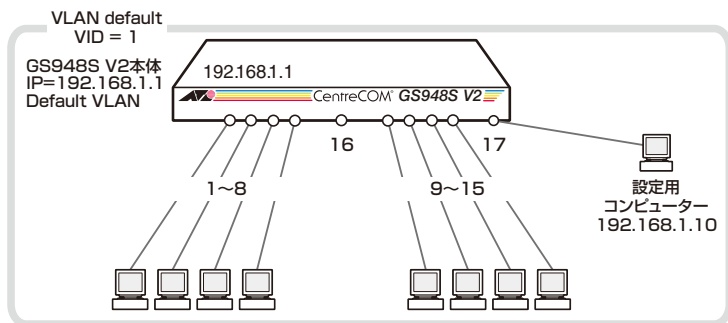 VLAN default
VID = 1
GS948S V2本体
IP=192.168.1.1
Default VLAN
192.168.1.1
CentreCOM® GS948S V2
16
17
1〜8
9〜15
設定用
コンピューター
192.168.1.10